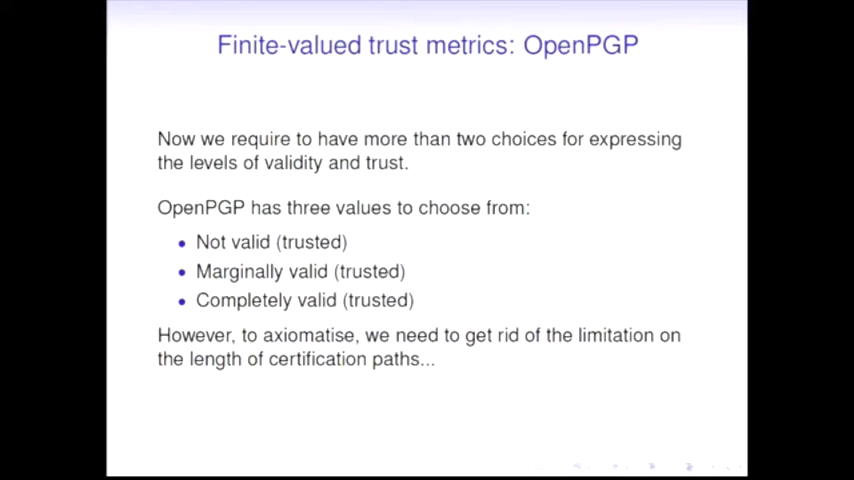 Finite-valued trust metrics: OpenPGP
Now we require to have more than two choices for expressing
the levels of validity and trust.
OpenPGP has three values to choose from:
• Not valid (trusted)
• Marginally valid (trusted)
• Completely valid (trusted)
However, to axiomatise, we need to get rid of the limitation on
the length of certification paths...